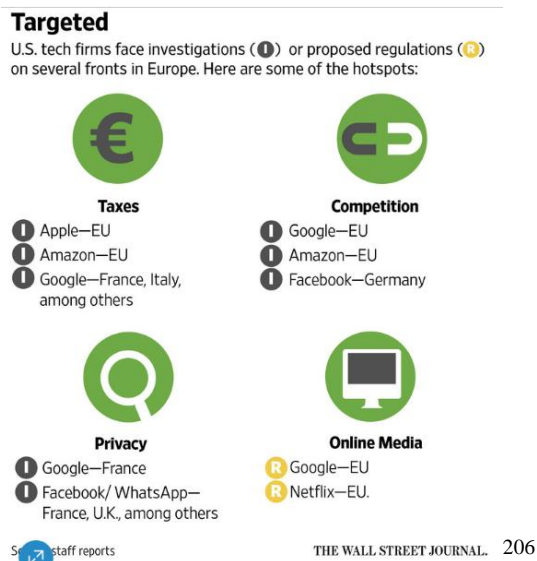 Targeted
U.S. tech firms face investigations (I) or proposed regulations (R)
on several fronts in Europe. Here are some of the hotspots:
€
Taxes
I Apple—EU
I Amazon—EU
I Google—France, Italy,
among others
Competition
I Google—EU
I Amazon—EU
I Facebook—Germany
Privacy
I Google—France
I Facebook/ WhatsApp—
France, U.K., among others
Online Media
R Google—EU
R Netflix—EU.
staff reports
THE WALL STREET JOURNAL.
206